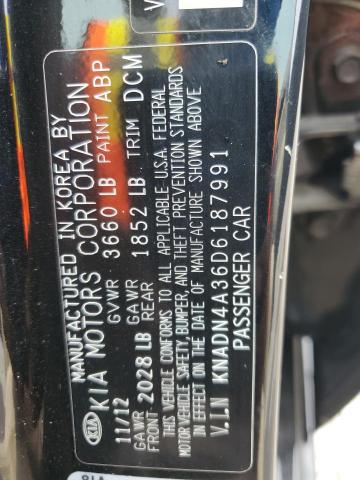 MANUFACTURED IN KOREA BY
KIA KIA MOTORS CORPORATION
11/12 GVWR 3660 LB PAINT ABP
GAWR FRONT 2028 LB GAWR REAR 1852 LB TRIM DCM
THIS VEHICLE CONFORMS TO ALL APPLICABLE U.S.A. FEDERAL
MOTOR VEHICLE SAFETY, BUMPER, AND THEFT PREVENTION STANDARDS
IN EFFECT ON THE DATE OF MANUFACTURE SHOWN ABOVE
V.I.N KNADN4A36D6187991
PASSENGER CAR